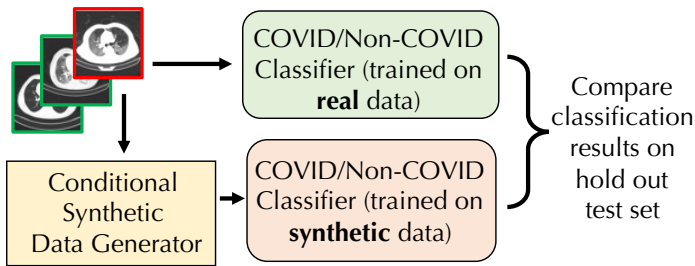 COVID/Non-COVID
Classifier (trained on
real data)
Compare
classification
results on
hold out
test set
Conditional
Synthetic
Data Generator
COVID/Non-COVID
Classifier (trained on
synthetic data)